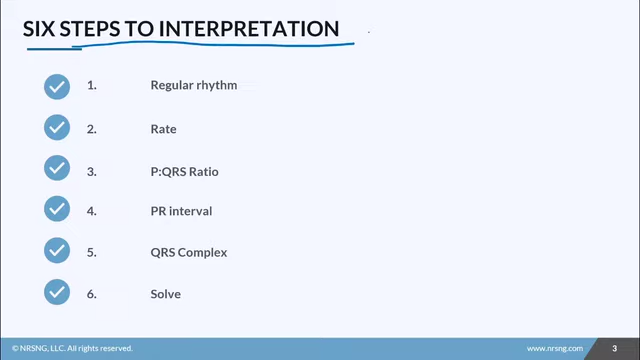 SIX STEPS TO INTERPRETATION
1. Regular rhythm
2. Rate
3. P:QRS Ratio
4. PR interval
5. QRS Complex
6. Solve
© NRSNG, LLC. All rights reserved. www.nrsng.com 3